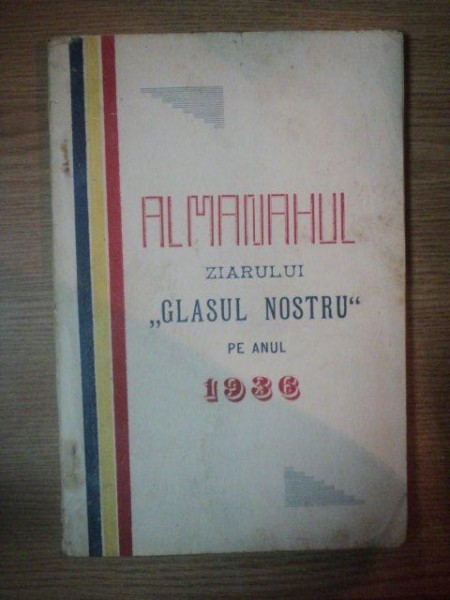 ALMANAHUL
ZIARULUI
„GLASUL NOSTRU“
PE ANUL
1936